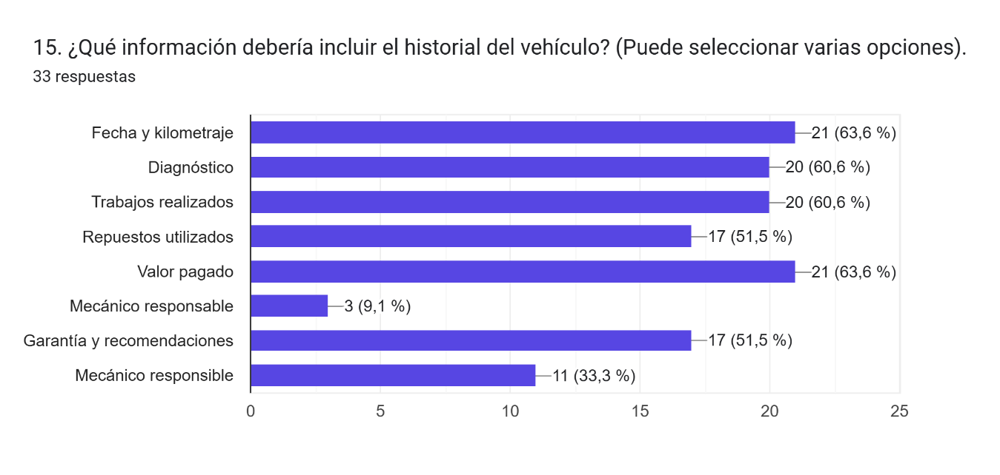 15. ¿Qué información debería incluir el historial del vehículo? (Puede seleccionar varias opciones).
33 respuestas
Fecha y kilometraje 21 (63,6 %)
Diagnóstico 20 (60,6 %)
Trabajos realizados 20 (60,6 %)
Repuestos utilizados 17 (51,5 %)
Valor pagado 21 (63,6 %)
Mecánico responsable 3 (9,1 %)
Garantía y recomendaciones 17 (51,5 %)
Mecánico responsible 11 (33,3 %)
0 5 10 15 20 25